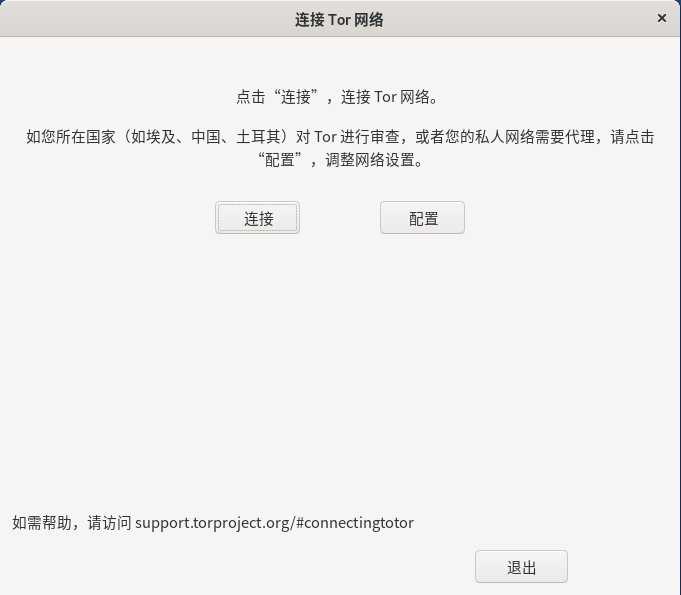 连接 Tor 网络
×
点击“连接”，连接 Tor 网络。
如您所在国家（如埃及、中国、土耳其）对 Tor 进行审查，或者您的私人网络需要代理，请点击
“配置”，调整网络设置。
连接
配置
如需帮助，请访问 support.torproject.org/#connectingtotor
退出